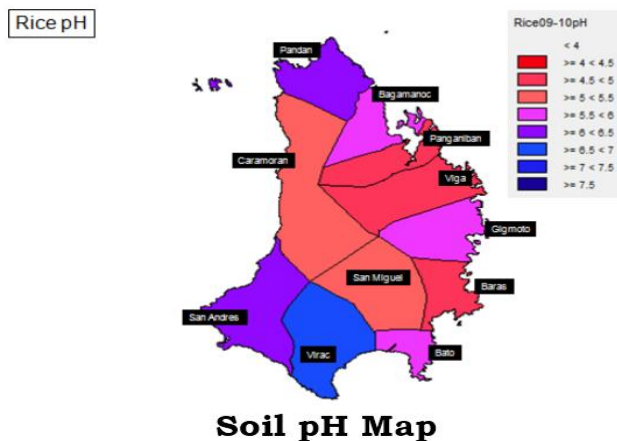 Rice pH
Rice09-10pH
< 4
>= 4 < 4.5
>= 4.5 < 5
>= 5 < 5.5
>= 5.5 < 6
>= 6 < 6.5
>= 6.5 < 7
>= 7 < 7.5
>= 7.5
Pandan
Bagamanoc
Panganiban
Caramoran
Viga
Gigmoto
San Miguel
Baras
San Andres
Virac
Bato
Soil pH Map